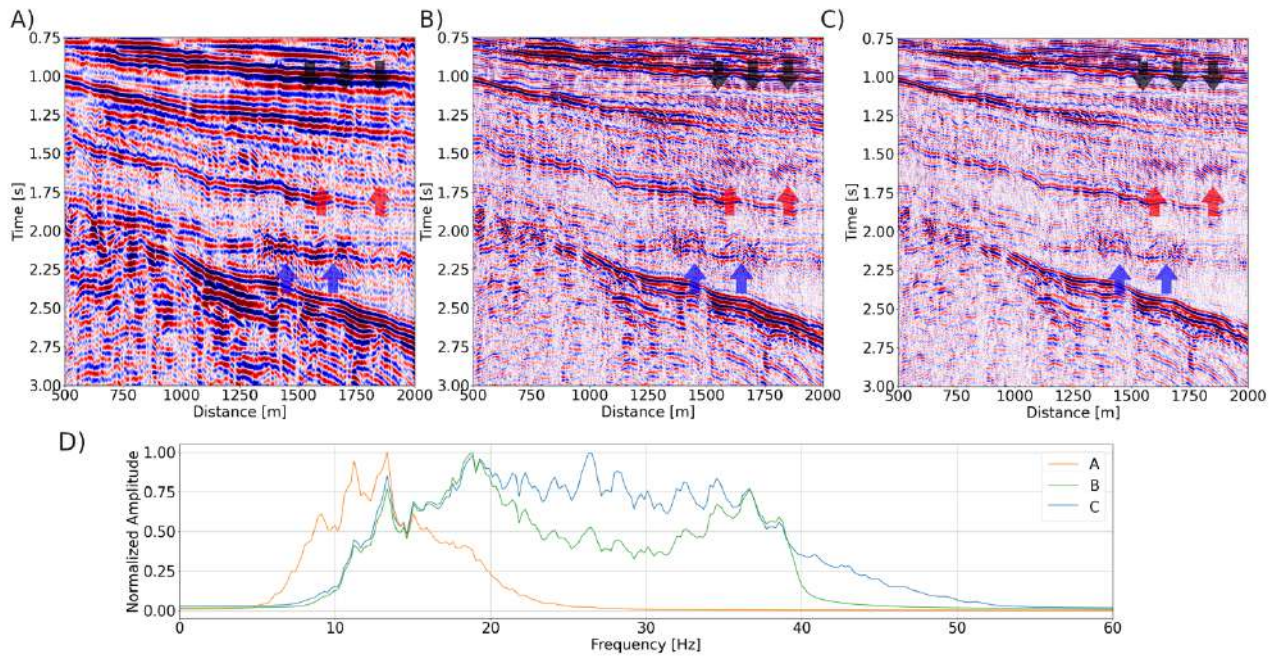 A)
B)
C)
0.75
1.00
1.25
1.50
1.75
2.00
2.25
2.50
2.75
3.00
Time [s]
500 750 1000 1250 1500 1750 2000
Distance [m]
0.75
1.00
1.25
1.50
1.75
2.00
2.25
2.50
2.75
3.00
Time [s]
500 750 1000 1250 1500 1750 2000
Distance [m]
0.75
1.00
1.25
1.50
1.75
2.00
2.25
2.50
2.75
3.00
Time [s]
500 750 1000 1250 1500 1750 2000
Distance [m]
D)
1.00
0.75
0.50
0.25
0.00
Normalized Amplitude
A
B
C
0 10 20 30 40 50 60
Frequency [Hz]